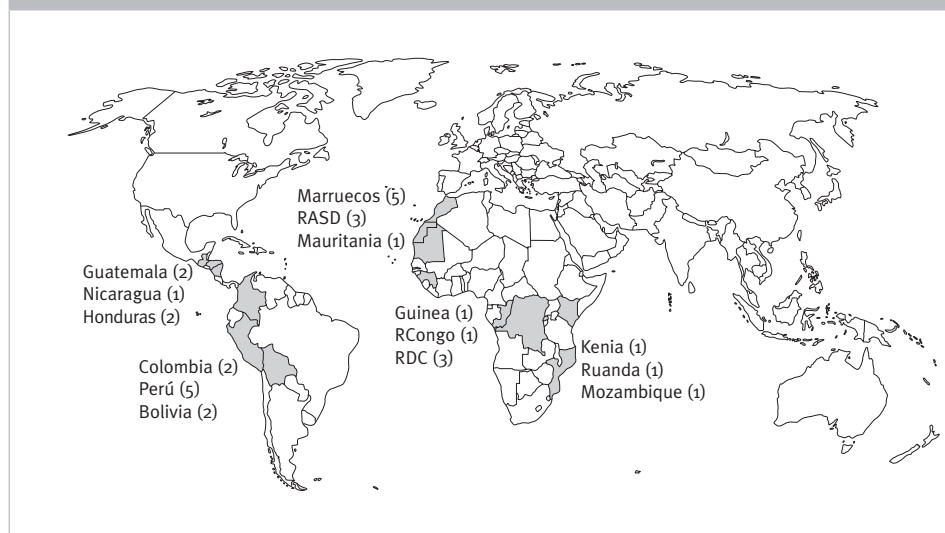 Marruecos (5)
RASD (3)
Mauritania (1)
Guatemala (2)
Nicaragua (1)
Honduras (2)
Colombia (2)
Perú (5)
Bolivia (2)
Guinea (1)
RCongo (1)
RDC (3)
Kenia (1)
Ruanda (1)
Mozambique (1)